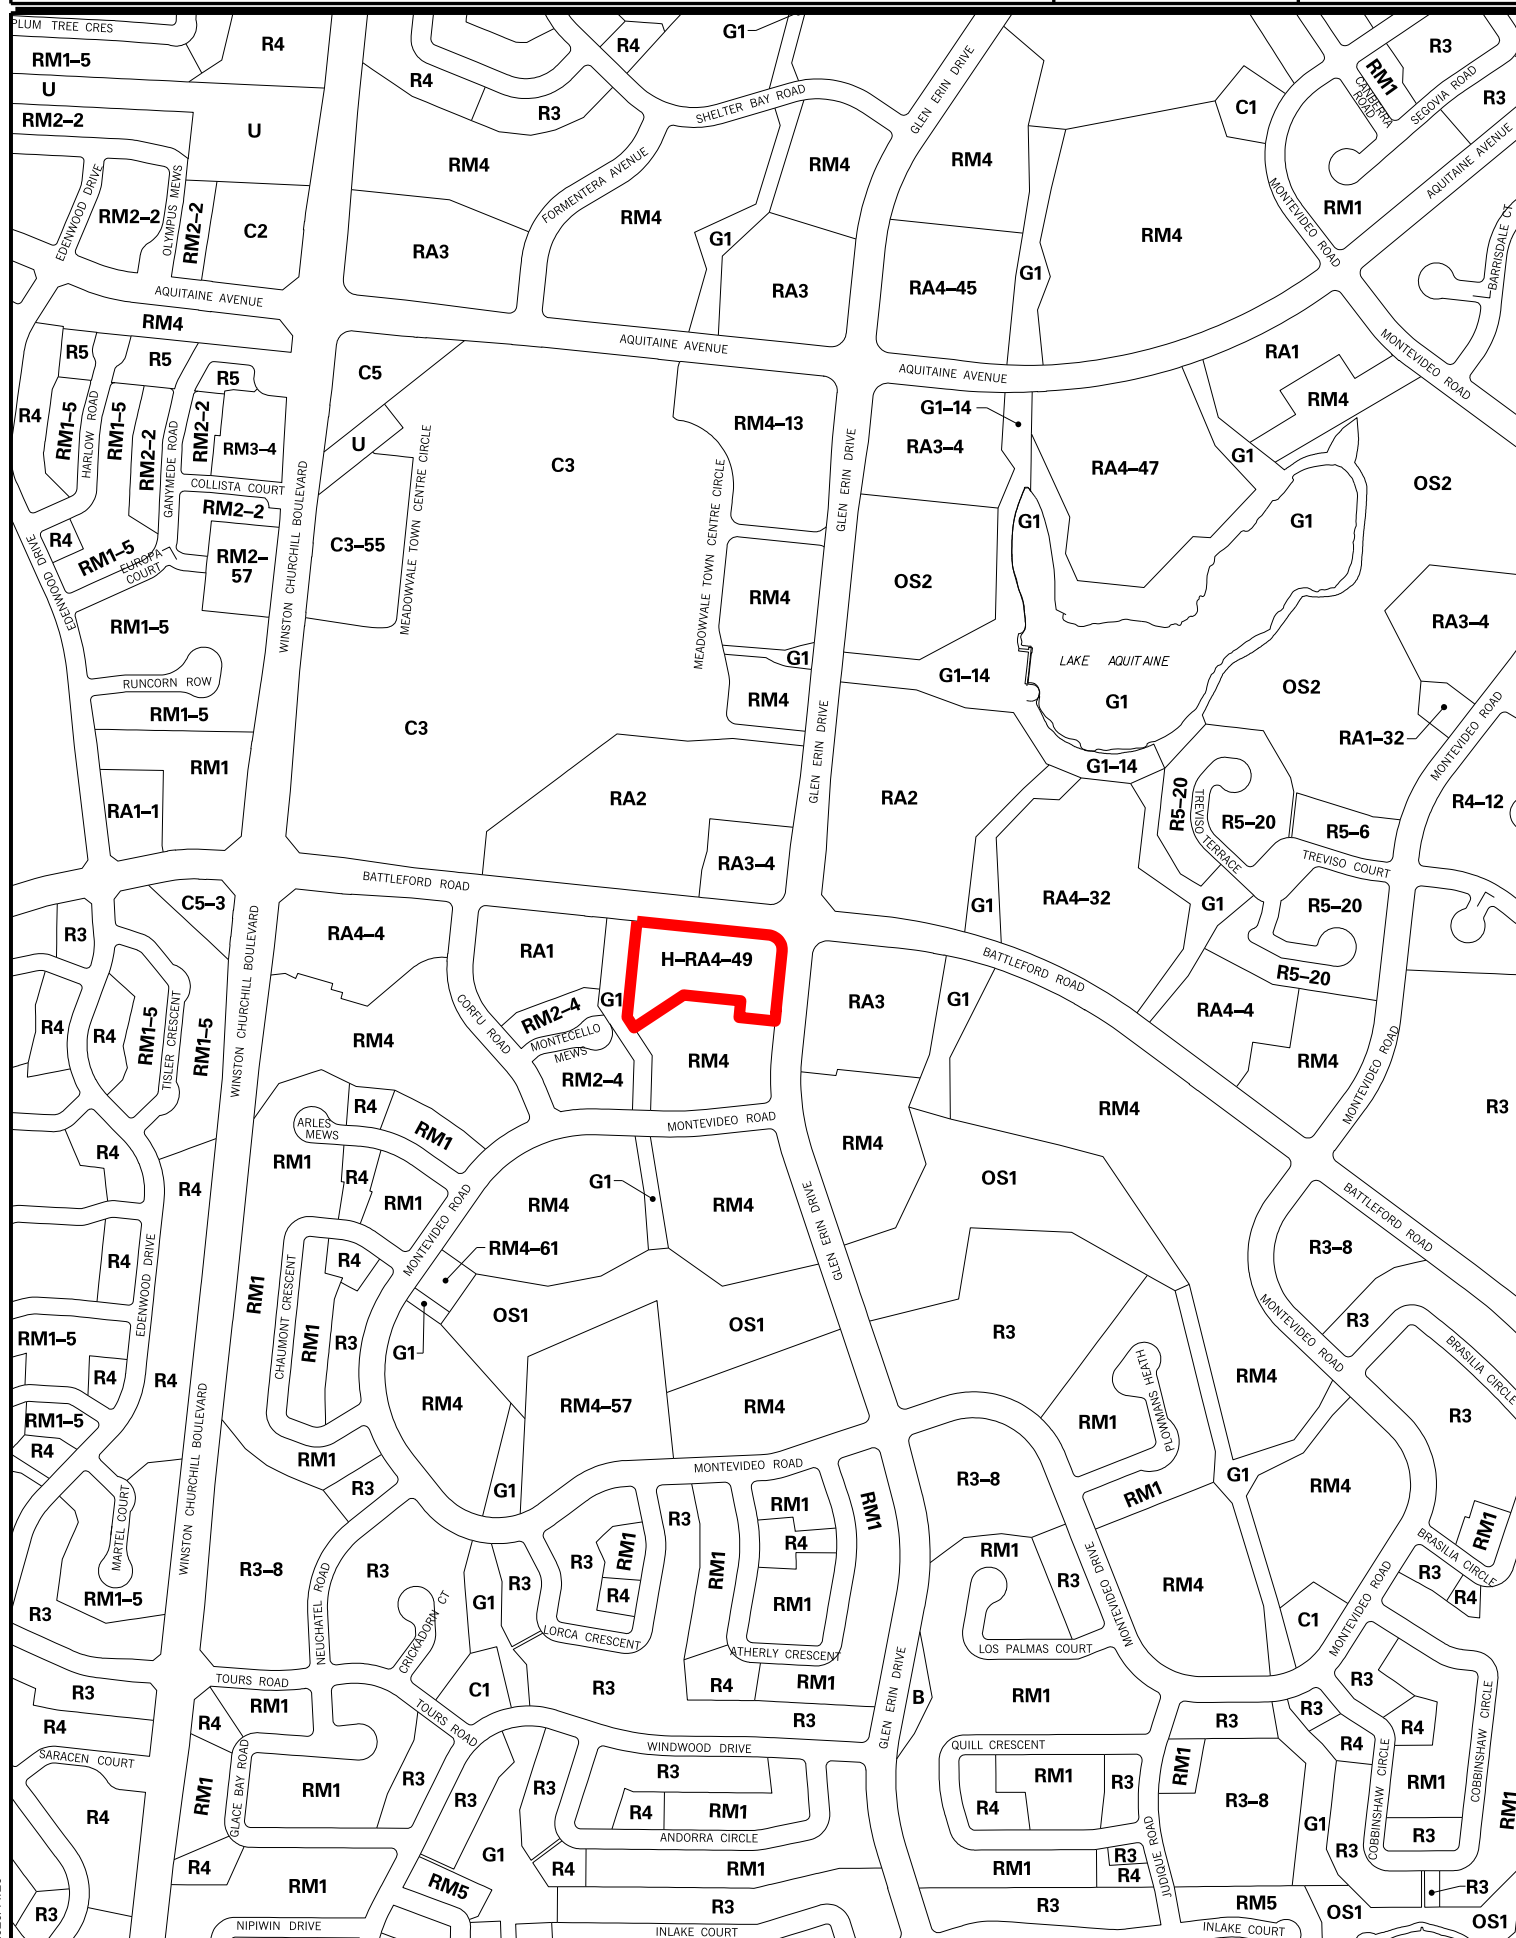 PLUM TREE CRES
RM1–5
U
RM2–2
R4
U
EDENWOOD DRIVE
RM2–2
OLYMPUS MEWS
RM2–2
C2
AQUITAINE AVENUE
RM4
R4
R4
R3
G1
SHELTER BAY ROAD
GLEN ERIN DRIVE
RM4
FORMENTERA AVENUE
RM4
RA3
RM4
G1
RA3
RM4
RA4–45
G1
RM4
C1
RM1
CANBERRA ROAD
R3
SEGOVIA ROAD
R3
AQUITAINE AVENUE
MONTEVIDEO ROAD
RM1
BARRISDALE CT
MONTEVIDEO ROAD
RA1
RM4
AQUITAINE AVENUE
AQUITAINE AVENUE
R5
R5
R5
R4
RM1–5
HARLOW ROAD
RM1–5
RM2–2
GANYMEDE ROAD
RM2–2
RM3–4
COLLISTA COURT
RM2–2
R4
RM1–5
EUROPA COURT
RM2–57
EDENWOOD DRIVE
RM1–5
RUNCORN ROW
RM1–5
RM1
RA1–1
WINSTON CHURCHILL BOULEVARD
C5
U
C3
C3–55
MEADOWVALE TOWN CENTRE CIRCLE
C3
MEADOWVALE TOWN CENTRE CIRCLE
RM4–13
GLEN ERIN DRIVE
RM4
G1
RM4
GLEN ERIN DRIVE
RA2
RA3–4
G1–14
RA3–4
RA4–47
G1
OS2
G1
G1
OS2
G1–14
LAKE AQUITAINE
G1
OS2
RA3–4
RA1–32
MONTEVIDEO ROAD
G1–14
RA2
R5–20
TREVISO TERRACE
R5–20
R5–6
R4–12
TREVISO COURT
G1
RA4–32
G1
R5–20
R5–20
BATTLEFORD ROAD
C5–3
R3
RA4–4
RA1
H–RA4–49
G1
RM2–4
MONTECELLO MEWS
RM2–4
CORFU ROAD
RM4
RM4
BATTLEFORD ROAD
RA3
G1
RA4–4
RM4
MONTEVIDEO ROAD
R3
R4
R4
RM1–5
TISLER CRESCENT
RM1–5
WINSTON CHURCHILL BOULEVARD
R4
RM1
ARLES MEWS
MONTEVIDEO ROAD
RM4
RM4
R4
R4
RM1
R4
RM1
RM4
G1
RM4
GLEN ERIN DRIVE
OS1
BATTLEFORD ROAD
R3–8
R4
EDENWOOD DRIVE
RM1
CHAUMONT CRESCENT
R4
RM1
R3
MONTEVIDEO ROAD
RM4–61
OS1
G1
OS1
R3
MONTEVIDEO ROAD
R3
BRASILIA CIRCLE
RM1–5
R4
R4
RM4
RM4–57
RM4
RM1
PLOWMANS HEATH
RM4
R3
RM1–5
R4
WINSTON CHURCHILL BOULEVARD
RM1
R3
G1
MONTEVIDEO ROAD
R3–8
RM1
G1
RM4
RM1
BRASILIA CIRCLE
MARTEL COURT
RM1–5
R3
R3–8
NEUCHATEL ROAD
R3
CRICKADORN CT
G1
R3
R3
RM1
R4
LORCA CRESCENT
R3
RM1
RM1
R4
RM1
ATHERLY CRESCENT
RM1
RM1
R3
MONTEVIDEO DRIVE
RM4
C1
MONTEVIDEO ROAD
R3
R4
LOS PALMAS COURT
TOURS ROAD
R3
R4
SARACEN COURT
R4
RM1
TOURS ROAD
C1
R3
R4
RM1
R3
GLEN ERIN DRIVE
B
RM1
R3
R3
R4
R3
R4
COBBINSHAW CIRCLE
R4
RM1
GLACE BAY ROAD
RM1
R3
R3
R3
WINDWOOD DRIVE
R3
R4
RM1
ANDORRA CIRCLE
QUILL CRESCENT
RM1
R3
R4
RM1
R3–8
G1
R3
COBBINSHAW CIRCLE
RM1
R3
RM1
R4
RM1
RM5
G1
R4
RM1
R3
RM1
R3
R4
R3
JUDIQUE ROAD
RM5
OS1
R3
OS1
R3
NIPIWIN DRIVE
INLAKE COURT
INLAKE COURT